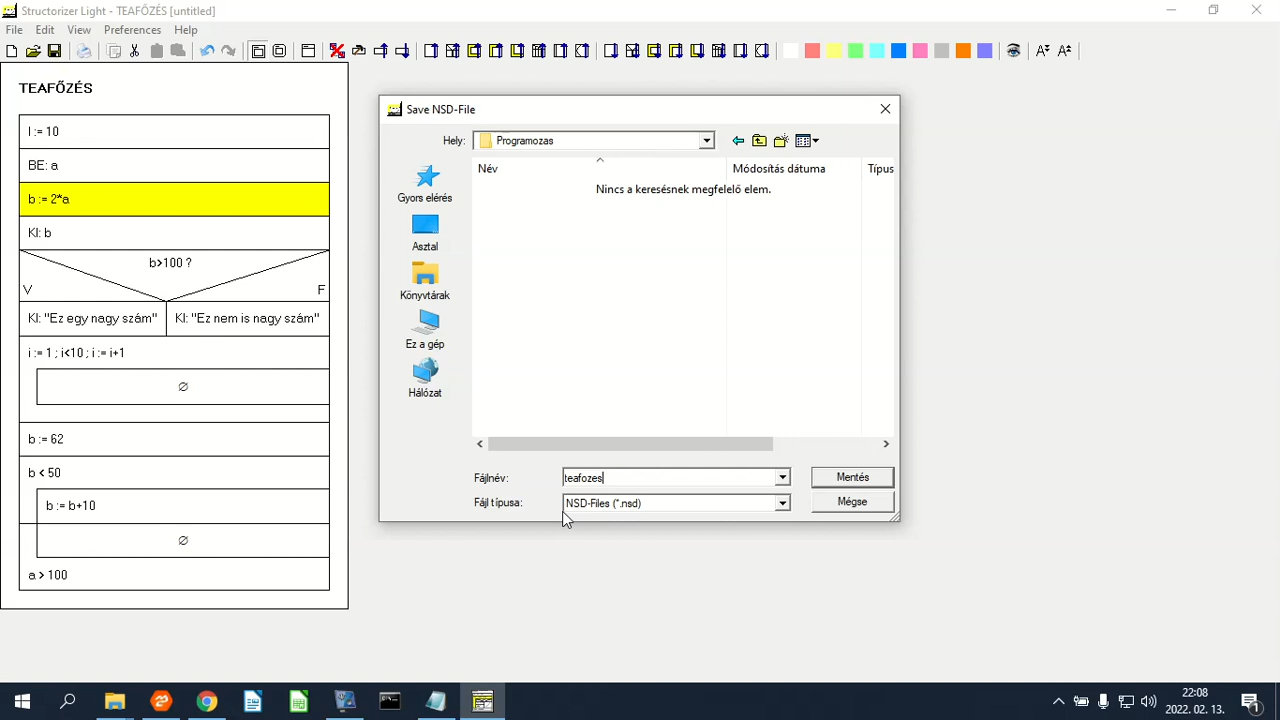 Structorizer Light - TEAFŐZÉS [untitled]
File Edit View Preferences Help
TEAFŐZÉS
I := 10
BE: a
b := 2*a
KI: b
b>100 ?
V F
KI: "Ez egy nagy szám" KI: "Ez nem is nagy szám"
i := 1 ; i<10 ; i := i+1
∅
b := 62
b < 50
b := b+10
∅
a > 100
Save NSD-File
Hely: Programozas
Név Módosítás dátuma Típus
Nincs a keresésnek megfelelő elem.
Gyors elérés
Asztal
Könyvtárak
Ez a gép
Hálózat
Fájlnév: teafozes Mentés
Fájl típusa: NSD-Files (*.nsd) Mégse
22:08
2022. 02. 13.
1